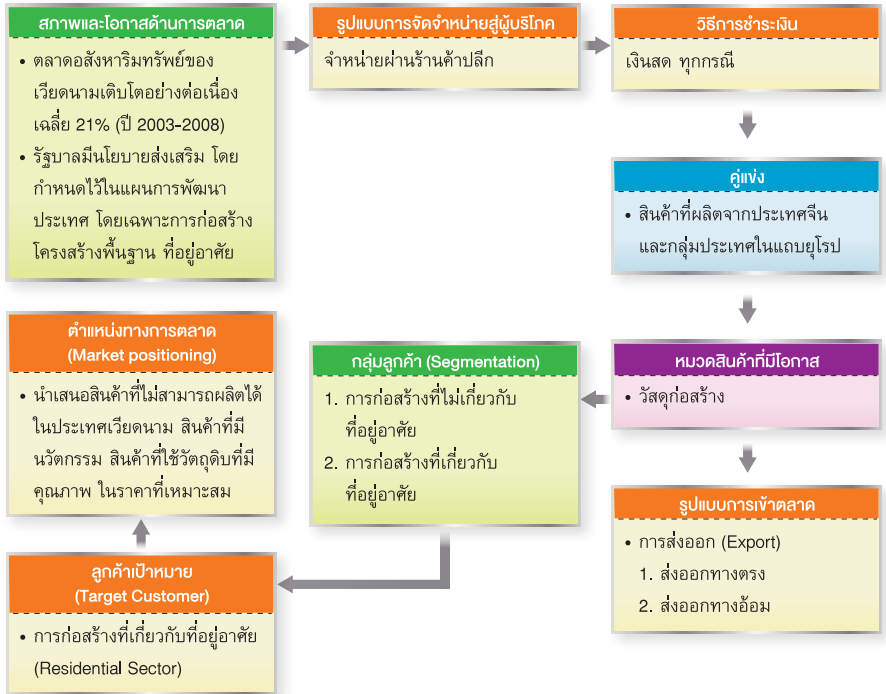 สภาพและโอกาสด้านการตลาด
• ตลาดอสังหาริมทรัพย์ของ
เวียดนามเติบโตอย่างต่อเนื่อง
เฉลี่ย 21% (ปี 2003-2008)
• รัฐบาลมีนโยบายส่งเสริม โดย
กำหนดไว้ในแผนการพัฒนา
ประเทศ โดยเฉพาะการก่อสร้าง
โครงสร้างพื้นฐาน ที่อยู่อาศัย
รูปแบบการจัดจำหน่ายสู่ผู้บริโภค
จำหน่ายผ่านร้านค้าปลีก
วิธีการชำระเงิน
เงินสด ทุกกรณี
คู่แข่ง
• สินค้าที่ผลิตจากประเทศจีน
และกลุ่มประเทศในแถบยุโรป
หมวดสินค้าที่มีโอกาส
• วัสดุก่อสร้าง
รูปแบบการเข้าตลาด
• การส่งออก (Export)
1. ส่งออกทางตรง
2. ส่งออกทางอ้อม
กลุ่มลูกค้า (Segmentation)
1. การก่อสร้างที่ไม่เกี่ยวกับ
ที่อยู่อาศัย
2. การก่อสร้างที่เกี่ยวกับ
ที่อยู่อาศัย
ลูกค้าเป้าหมาย
(Target Customer)
• การก่อสร้างที่เกี่ยวกับที่อยู่อาศัย
(Residential Sector)
ตำแหน่งทางการตลาด
(Market positioning)
• นำเสนอสินค้าที่ไม่สามารถผลิตได้
ในประเทศเวียดนาม สินค้าที่มี
นวัตกรรม สินค้าที่ใช้วัตถุดิบที่มี
คุณภาพ ในราคาที่เหมาะสม